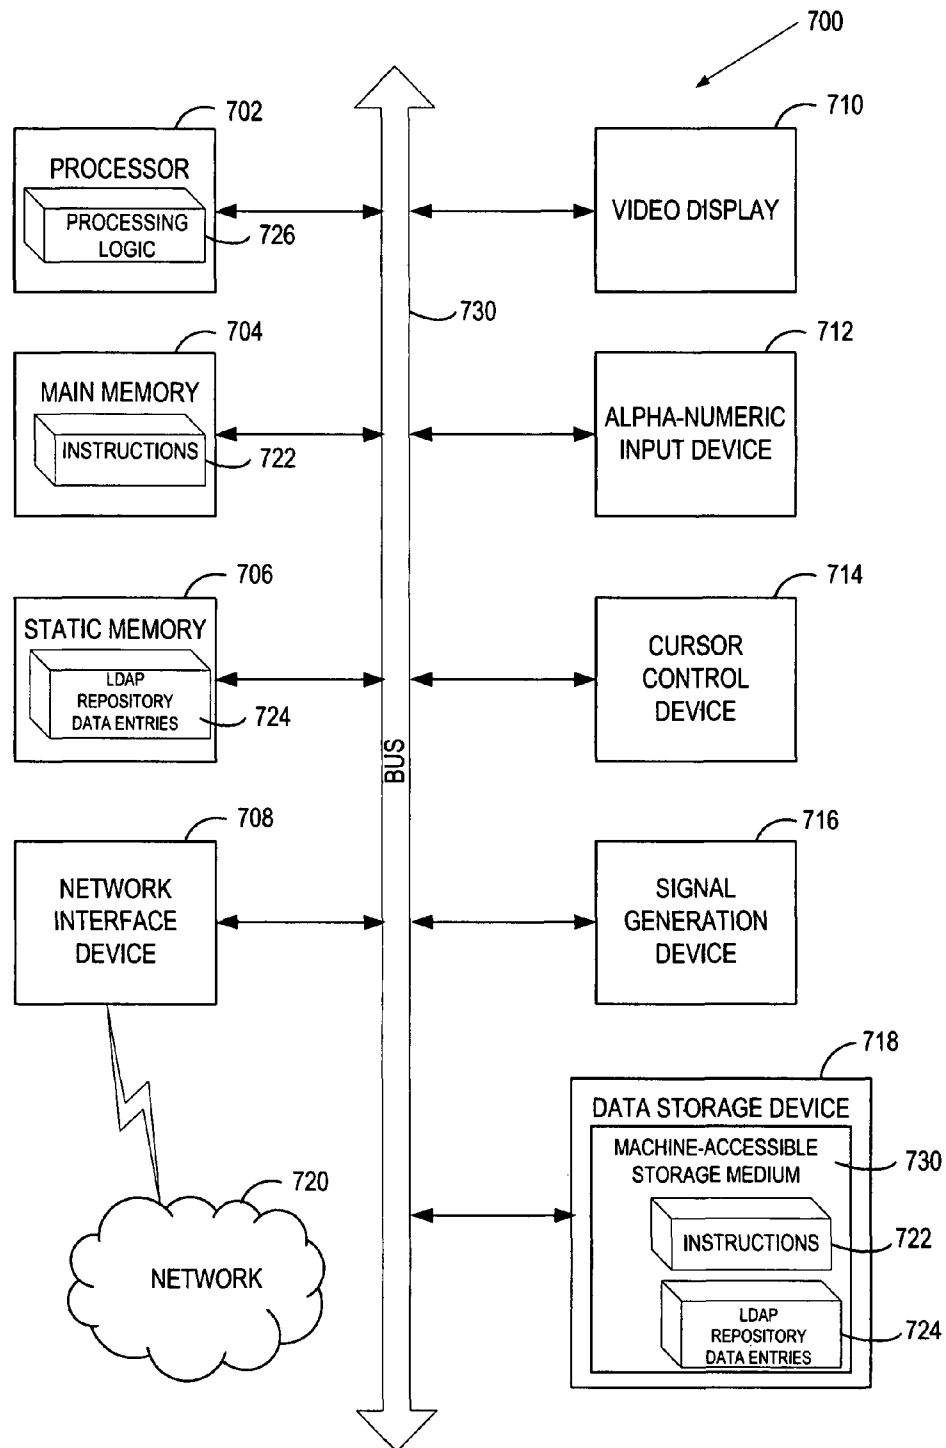 700
702
PROCESSOR
PROCESSING
LOGIC
726
710
VIDEO DISPLAY
730
704
MAIN MEMORY
INSTRUCTIONS
722
712
ALPHA-NUMERIC
INPUT DEVICE
706
STATIC MEMORY
LDAP
REPOSITORY
DATA ENTRIES
724
714
CURSOR
CONTROL
DEVICE
BUS
708
NETWORK
INTERFACE
DEVICE
716
SIGNAL
GENERATION
DEVICE
720
NETWORK
718
DATA STORAGE DEVICE
MACHINE-ACCESSIBLE
STORAGE MEDIUM
730
INSTRUCTIONS
722
LDAP
REPOSITORY
DATA ENTRIES
724